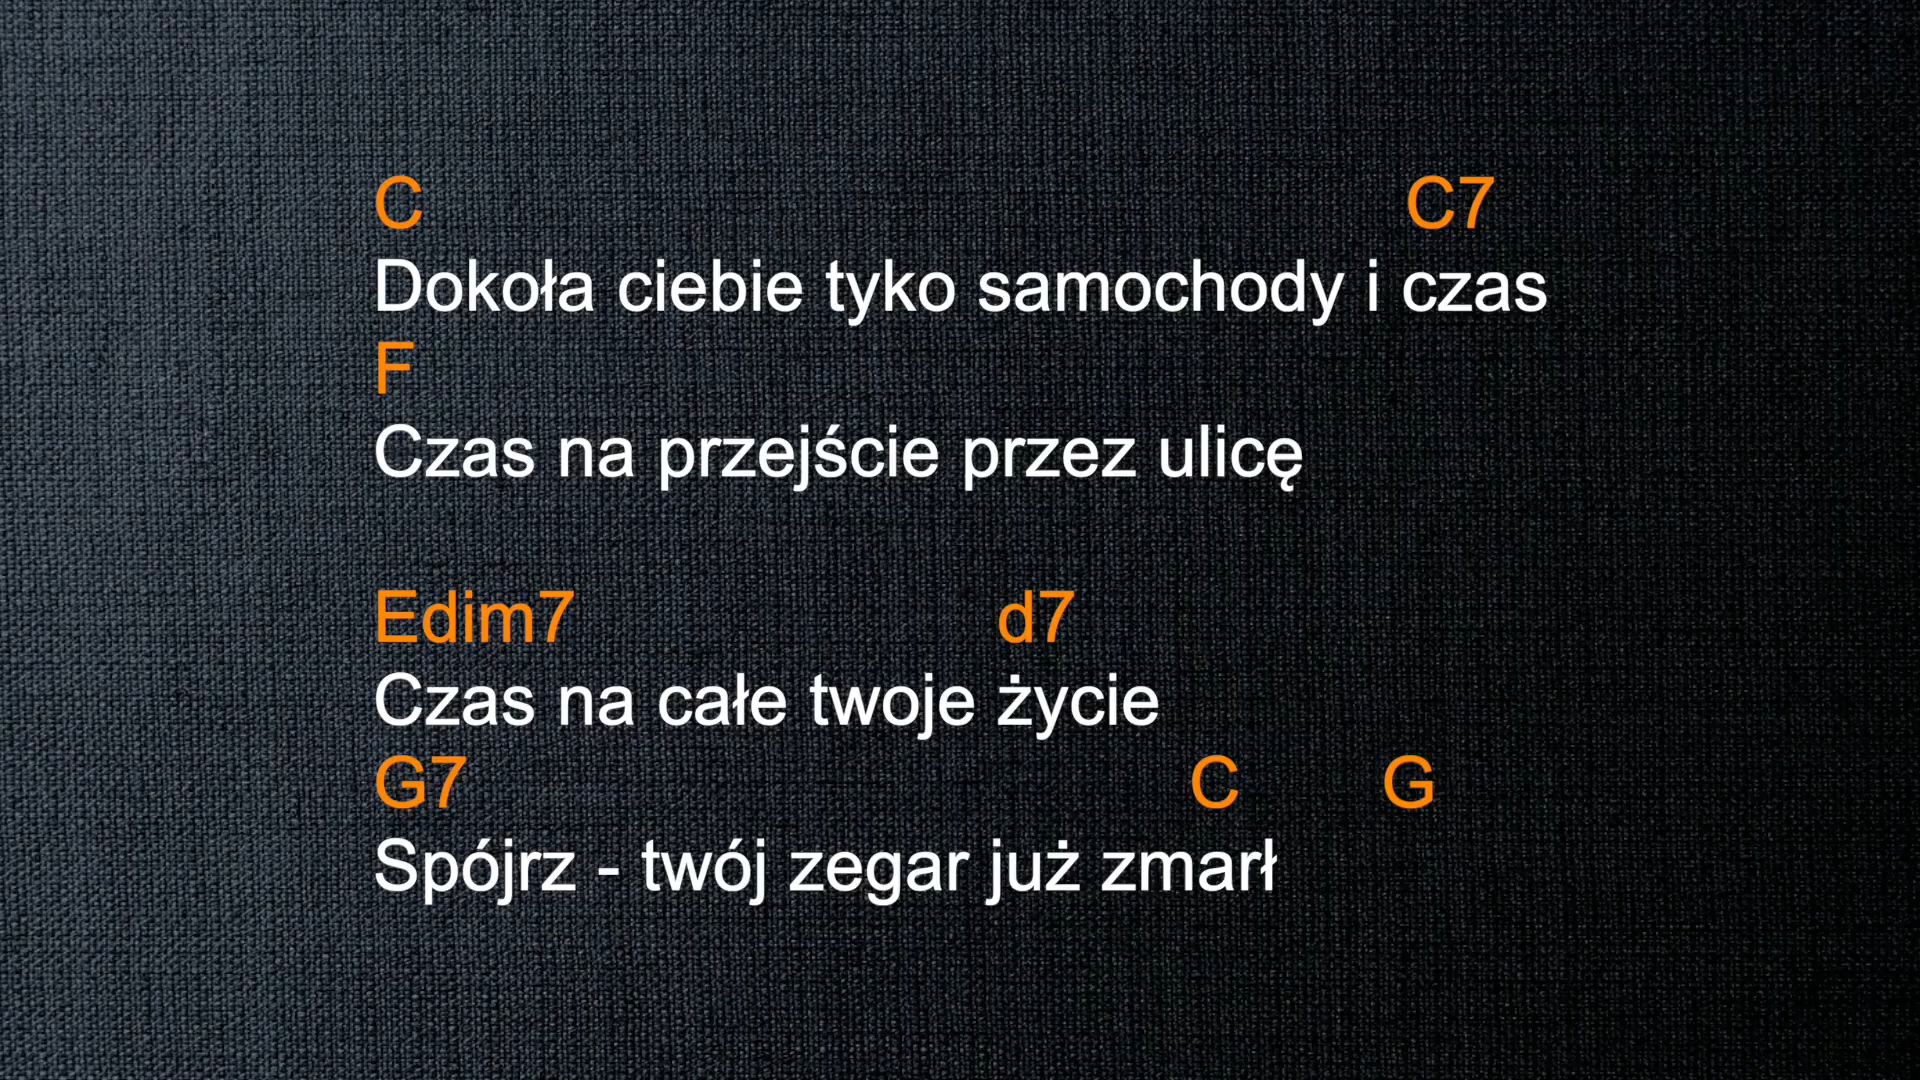 C C7
Dokoła ciebie tyko samochody i czas
F
Czas na przejście przez ulicę
Edim7 d7
Czas na całe twoje życie
G7 C G
Spójrz - twój zegar już zmarł